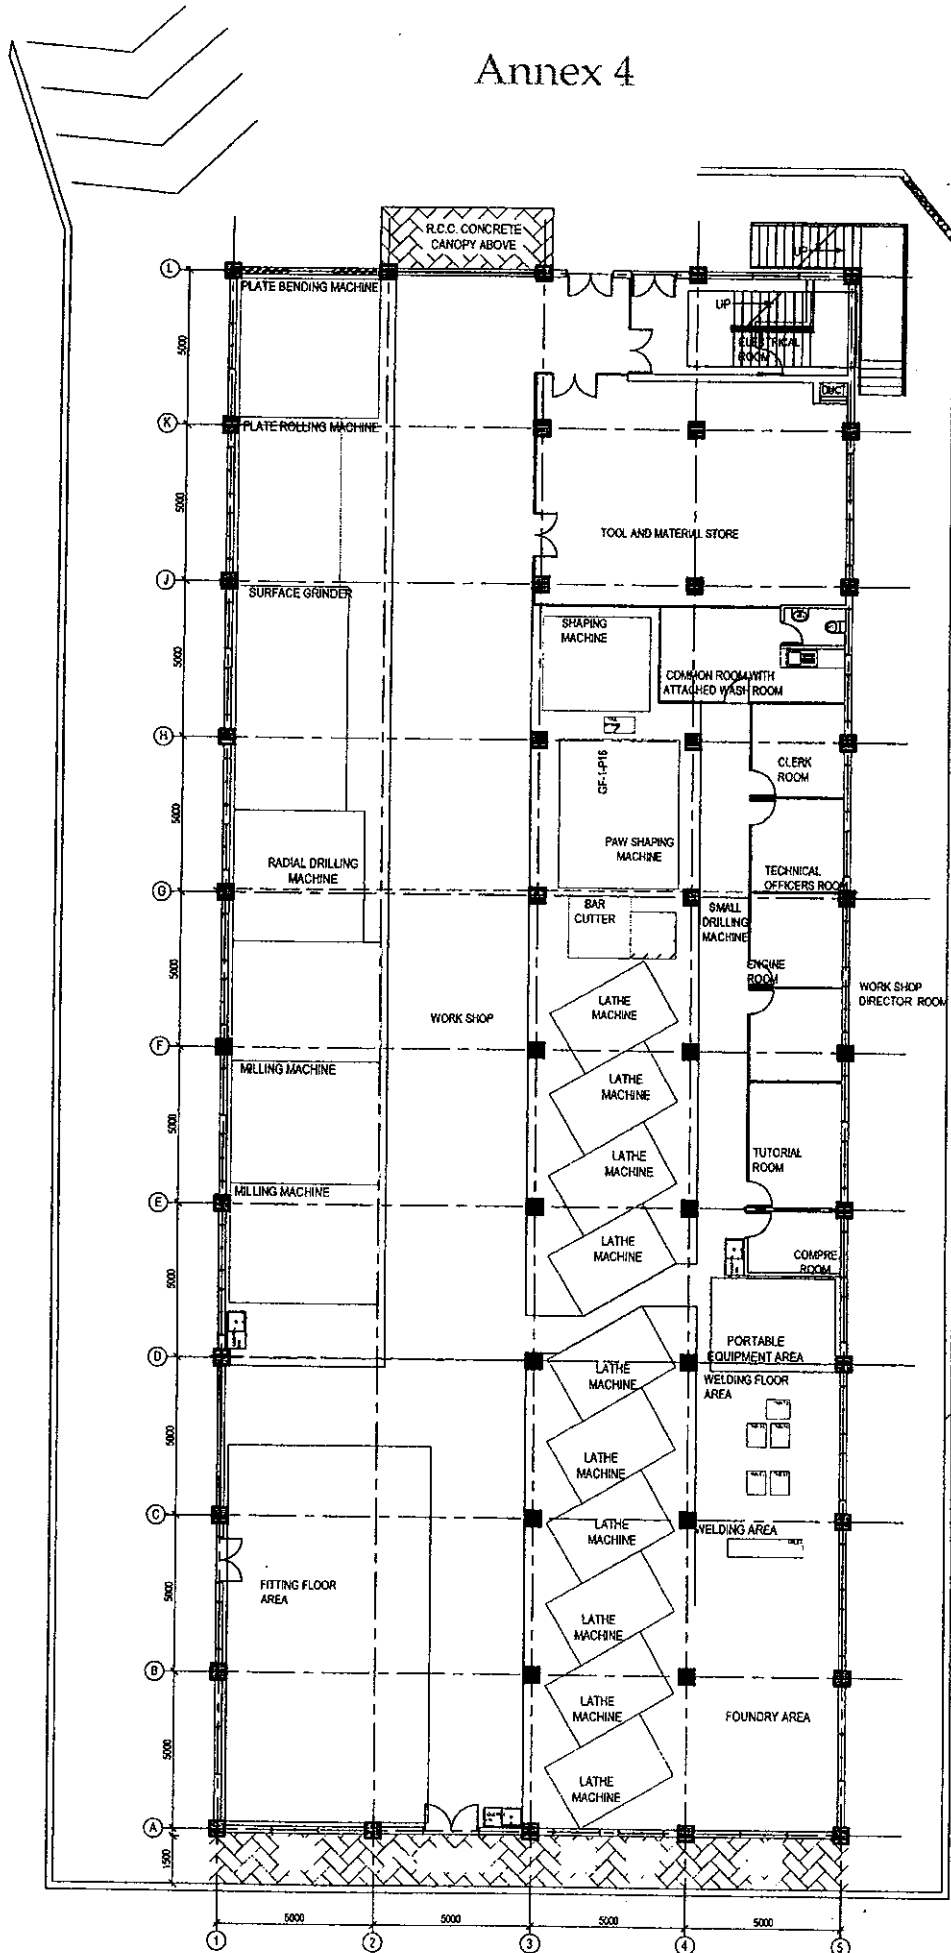 Annex 4
R.C.C. CONCRETE
CANOPY ABOVE
UP
L
PLATE BENDING MACHINE
UP
ELECTRICAL
ROOM
5000
DUCT
K
PLATE ROLLING MACHINE
5000
TOOL AND MATERIAL STORE
J
SURFACE GRINDER
SHAPING
MACHINE
5000
COMMON ROOM WITH
ATTACHED WASH ROOM
H
CLERK
ROOM
GF-1-P16
5000
PAW SHAPING
MACHINE
RADIAL DRILLING
MACHINE
TECHNICAL
OFFICERS ROOM
G
BAR
CUTTER
SMALL
DRILLING
MACHINE
5000
ENGINE
ROOM
WORK SHOP
DIRECTOR ROOM
LATHE
MACHINE
WORK SHOP
F
MILLING MACHINE
LATHE
MACHINE
5000
TUTORIAL
ROOM
LATHE
MACHINE
E
MILLING MACHINE
LATHE
MACHINE
COMPRE
ROOM
5000
PORTABLE
EQUIPMENT AREA
D
LATHE
MACHINE
WELDING FLOOR
AREA
5000
LATHE
MACHINE
C
LATHE
MACHINE
WELDING AREA
5000
FITTING FLOOR
AREA
LATHE
MACHINE
B
LATHE
MACHINE
FOUNDRY AREA
5000
LATHE
MACHINE
A
1500
5000
5000
5000
5000
1
2
3
4
5